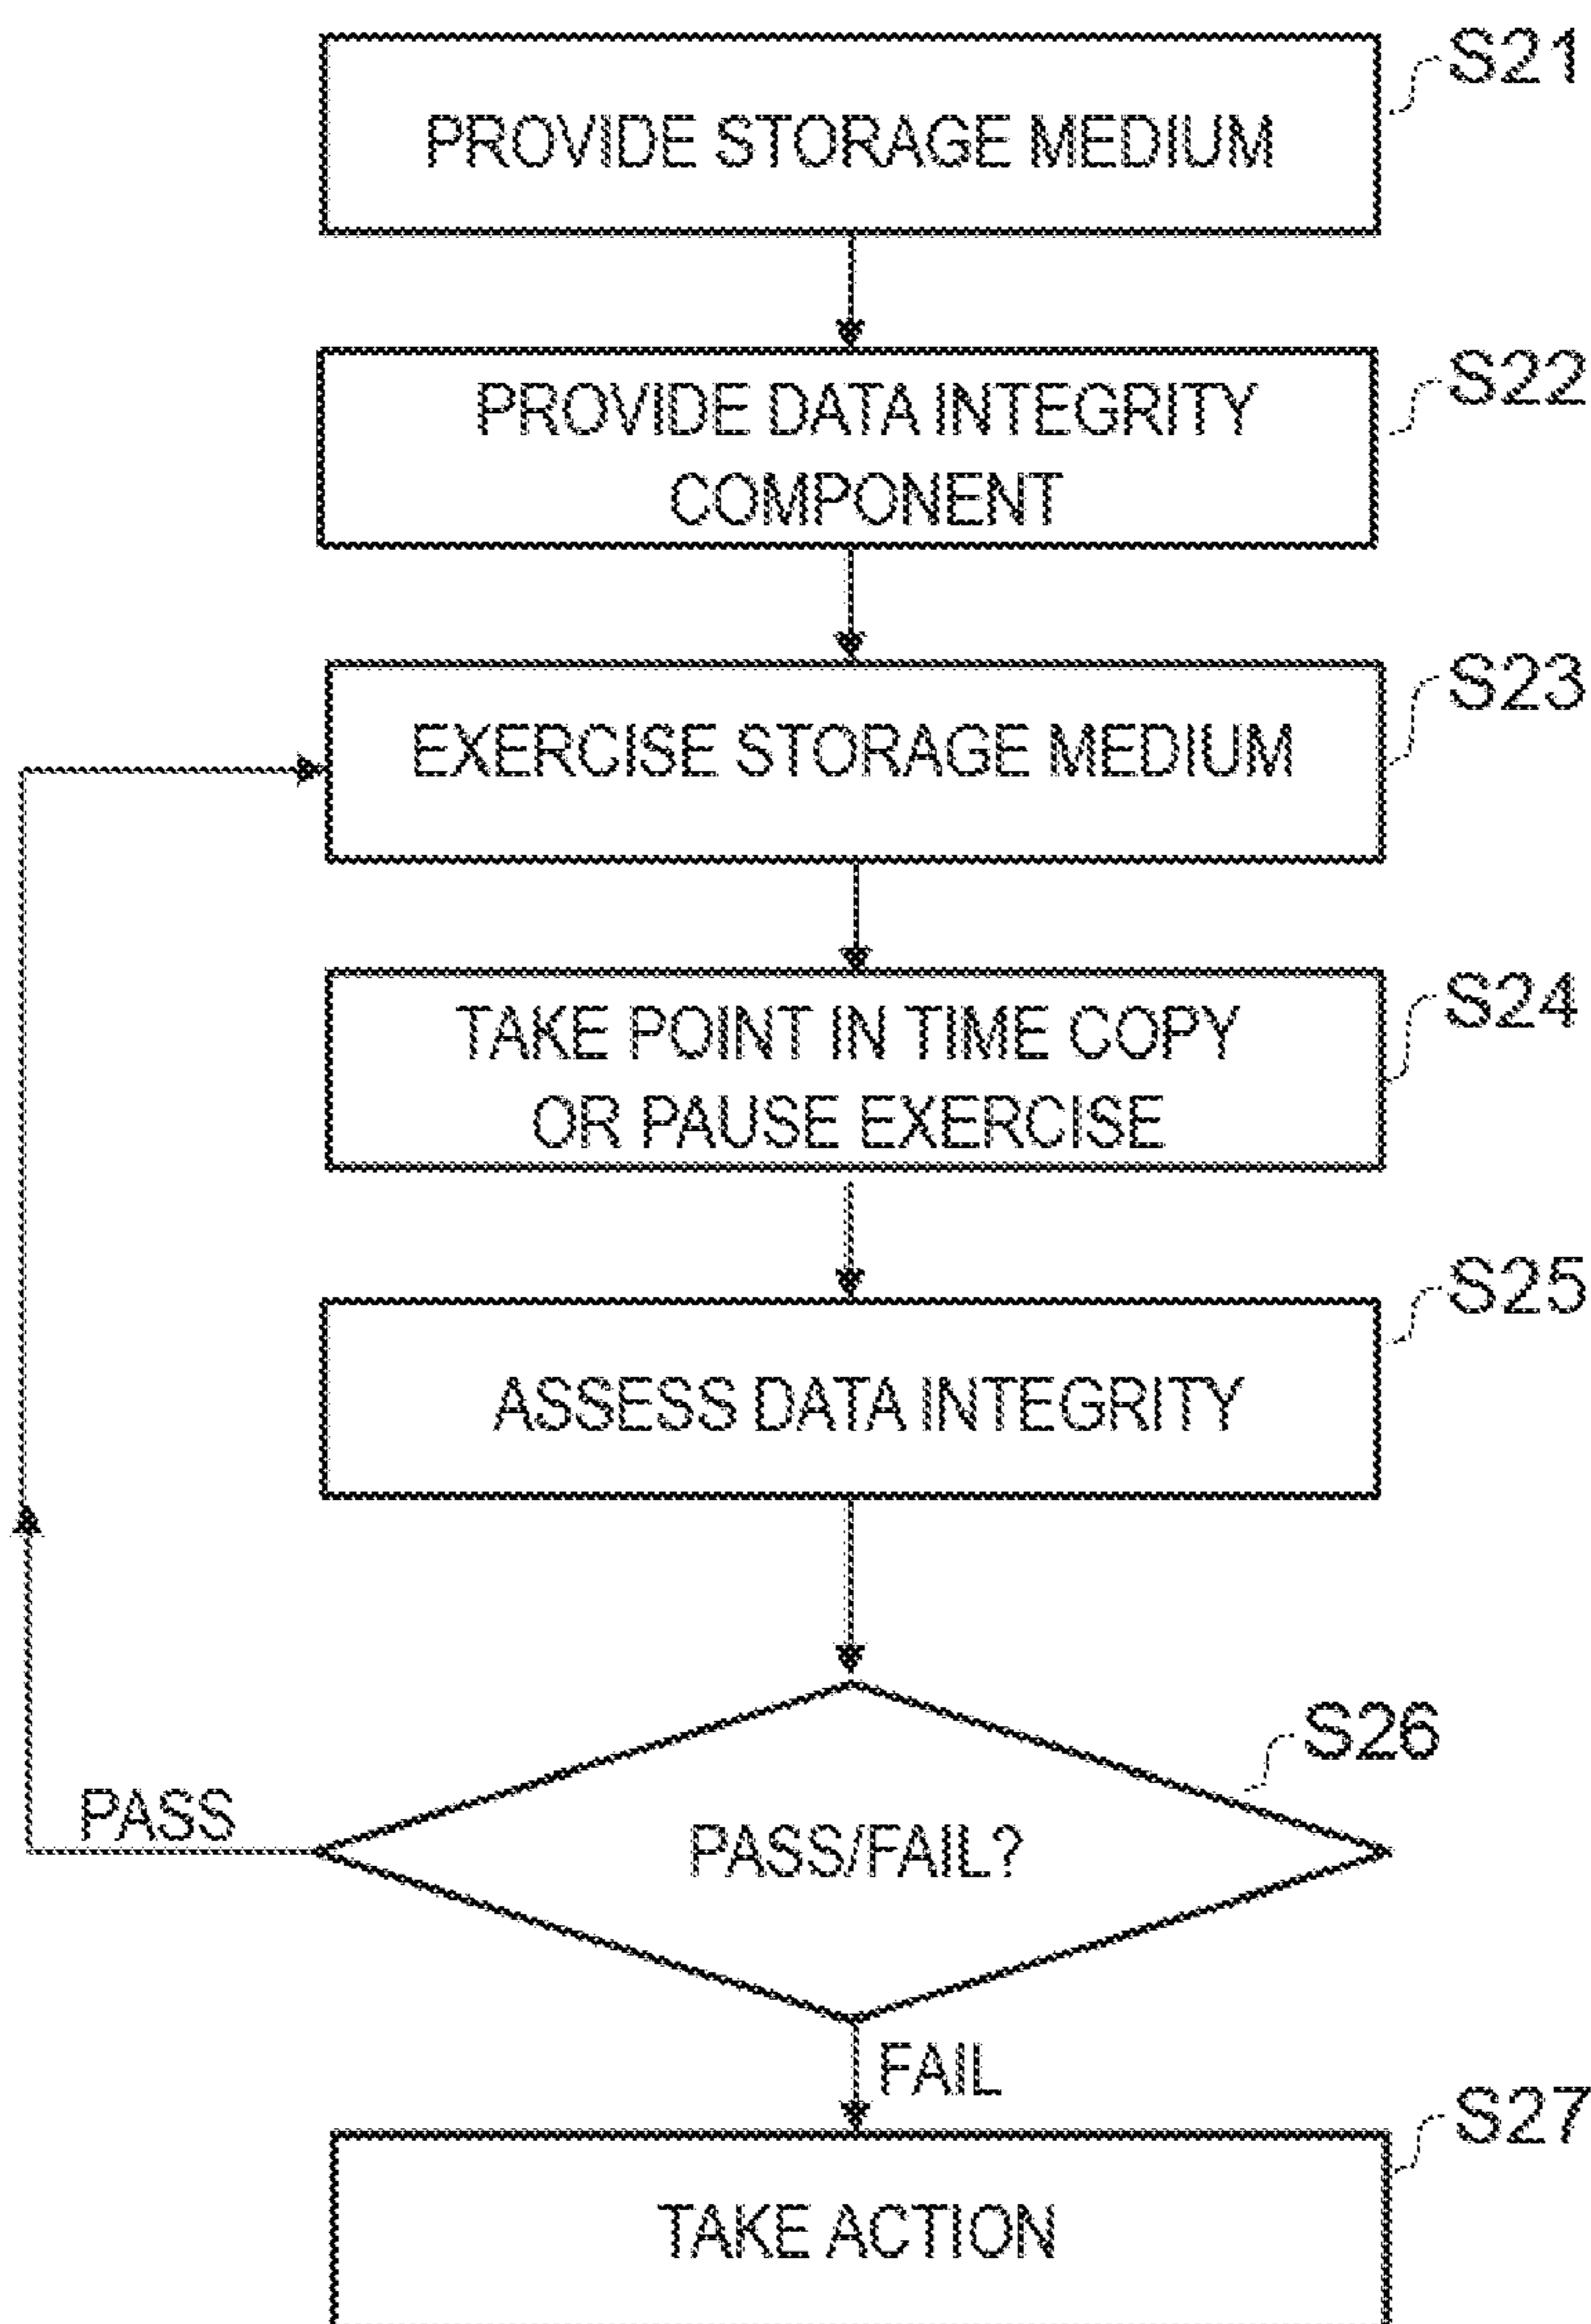 S21
PROVIDE STORAGE MEDIUM
S22
PROVIDE DATA INTEGRITY
COMPONENT
S23
EXERCISE STORAGE MEDIUM
S24
TAKE POINT IN TIME COPY
OR PAUSE EXERCISE
S25
ASSESS DATA INTEGRITY
S26
PASS
PASS/FAIL?
FAIL
S27
TAKE ACTION